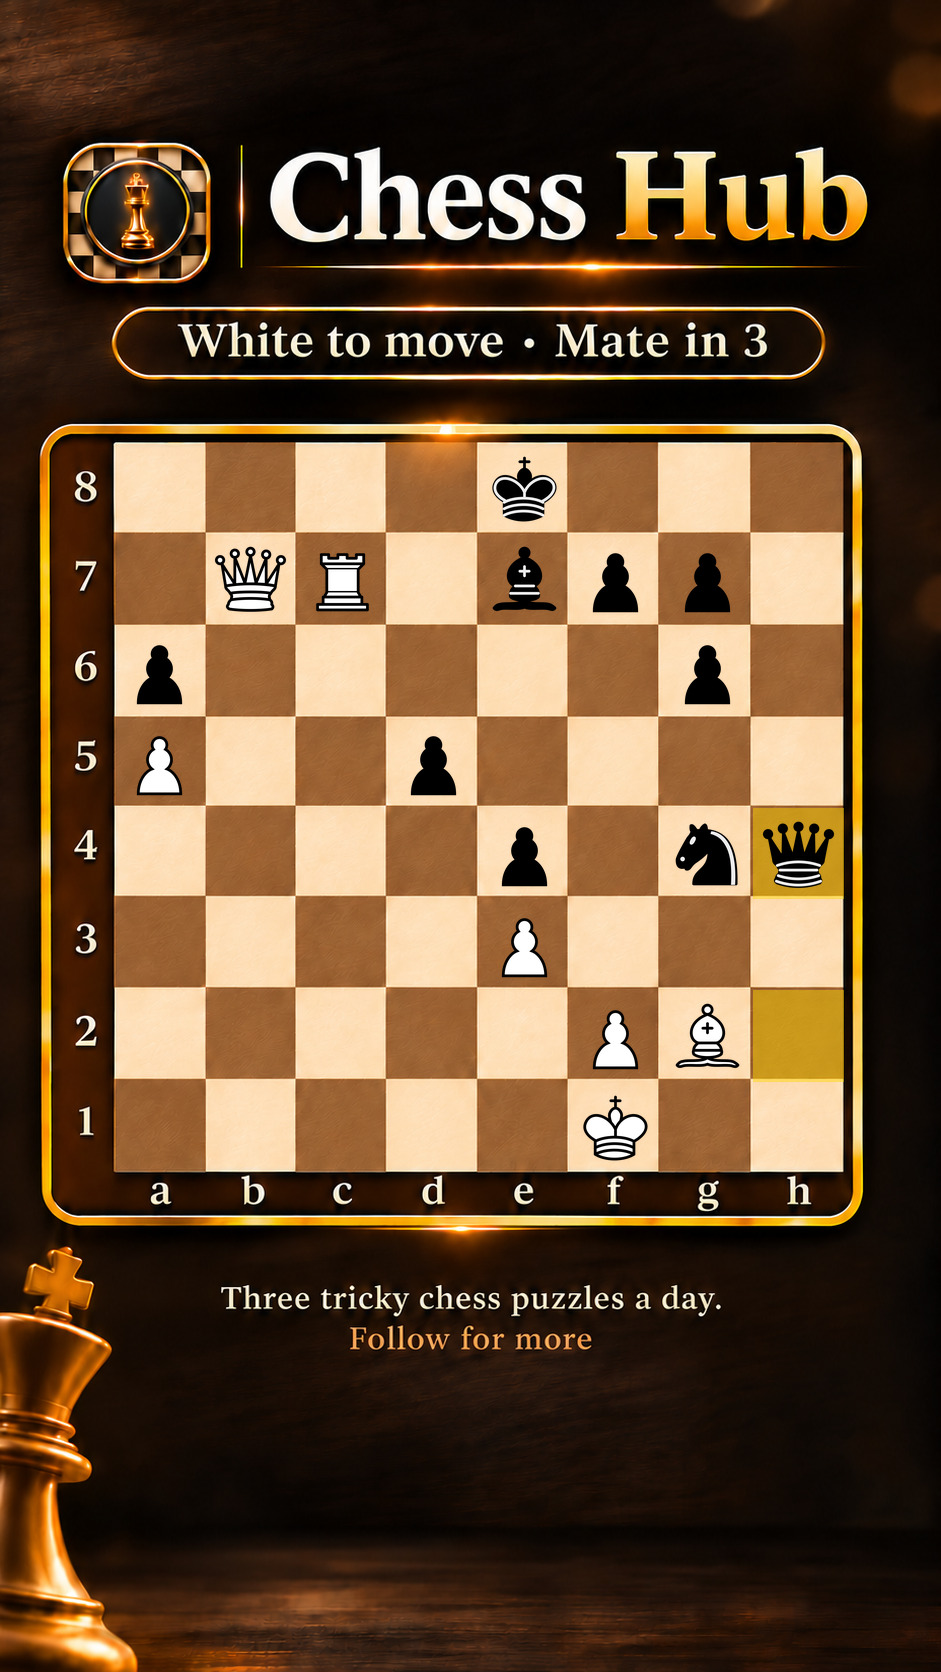 Chess Hub
White to move • Mate in 3
8
7
6
5
4
3
2
1
a b c d e f g h
Three tricky chess puzzles a day.
Follow for more